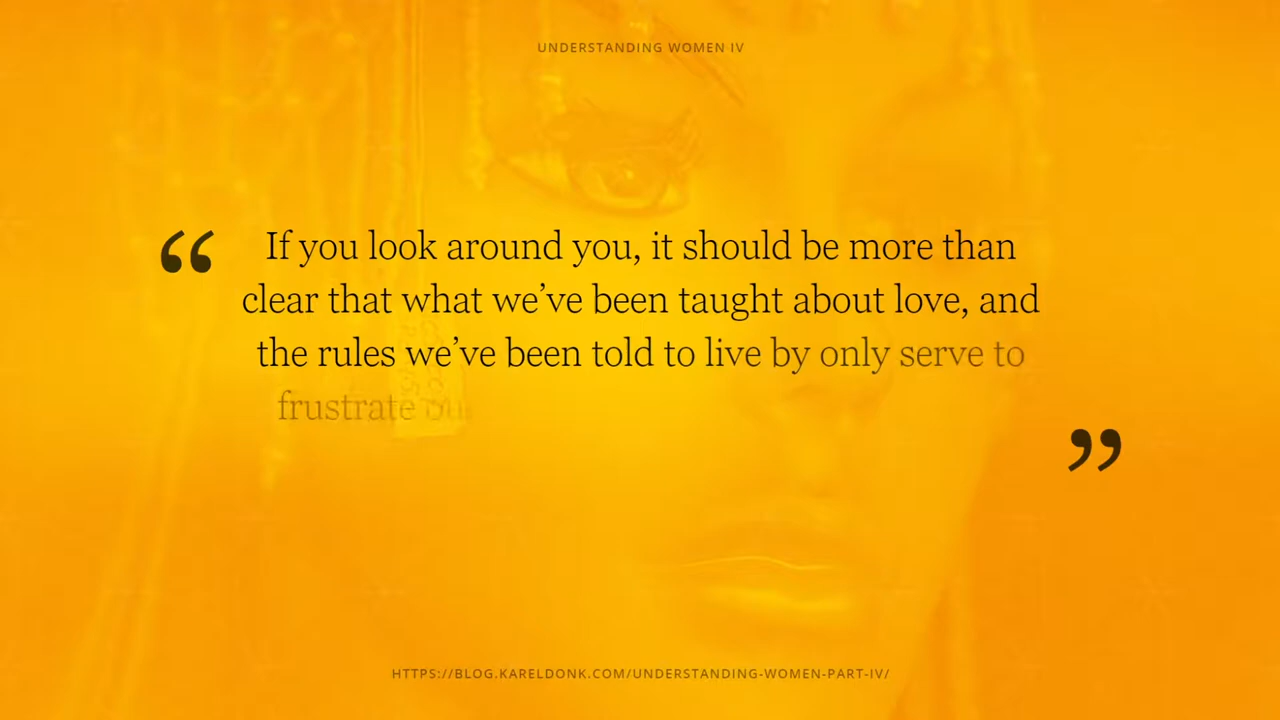 UNDERSTANDING WOMEN IV
“ If you look around you, it should be more than
clear that what we’ve been taught about love, and
the rules we’ve been told to live by only serve to
frustrate ”
HTTPS://BLOG.KARELDONK.COM/UNDERSTANDING-WOMEN-PART-IV/